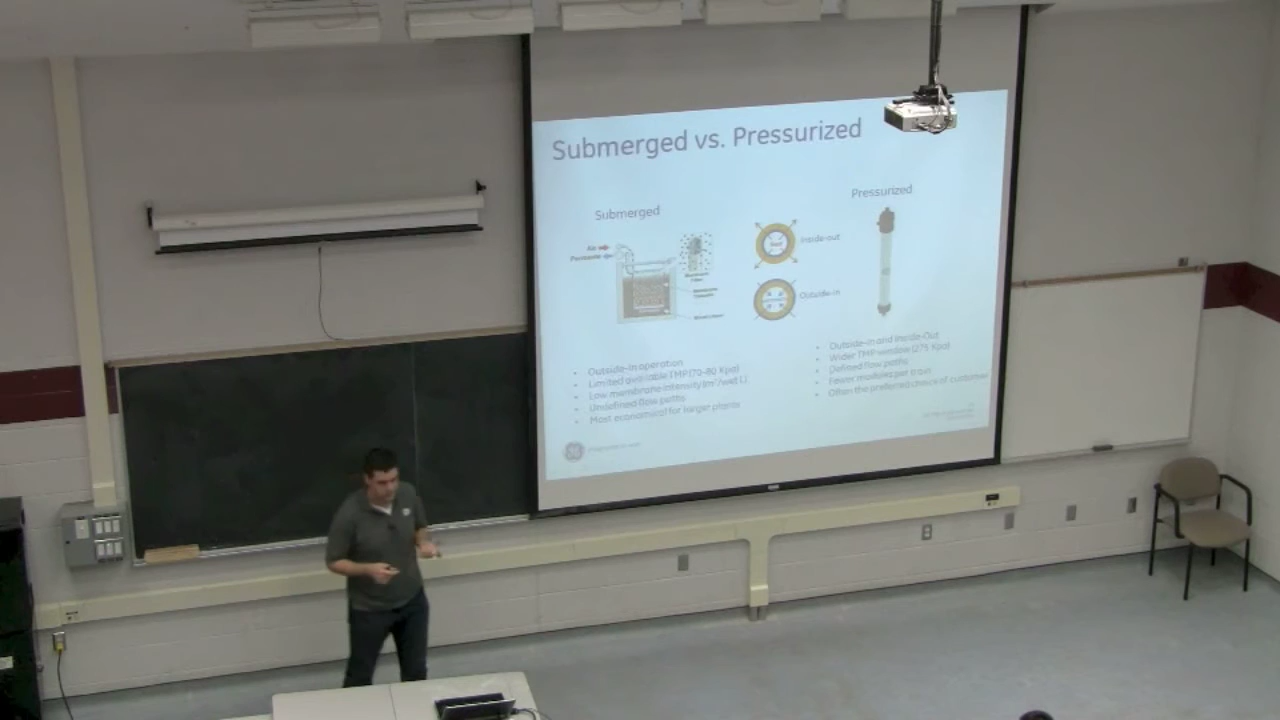 Submerged vs. Pressurized
Submerged
Pressurized
Air
Permeate
Inside-out
Outside-in
• Outside-In operation
• Limited available TMP (70-80 Kpa)
• Low membrane intensity
• Undefined flow paths
• Most economical for larger plants
• Outside-In and Inside-Out
• Wider TMP window (275 Kpa)
• Defined flow paths
• Fewer modules per train
• Often the preferred choice of customer